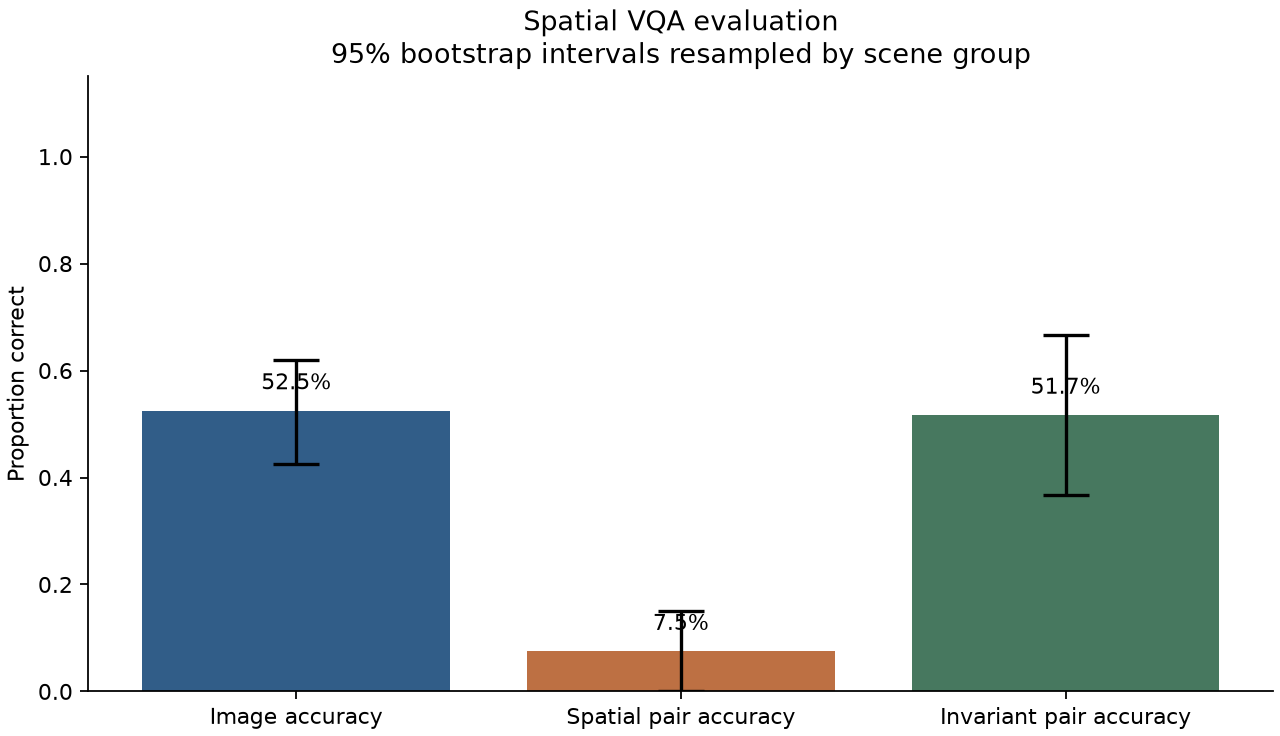 Spatial VQA evaluation
95% bootstrap intervals resampled by scene group
Proportion correct
1.0
0.8
0.6
0.4
0.2
0.0
52.5%
7.5%
51.7%
Image accuracy
Spatial pair accuracy
Invariant pair accuracy